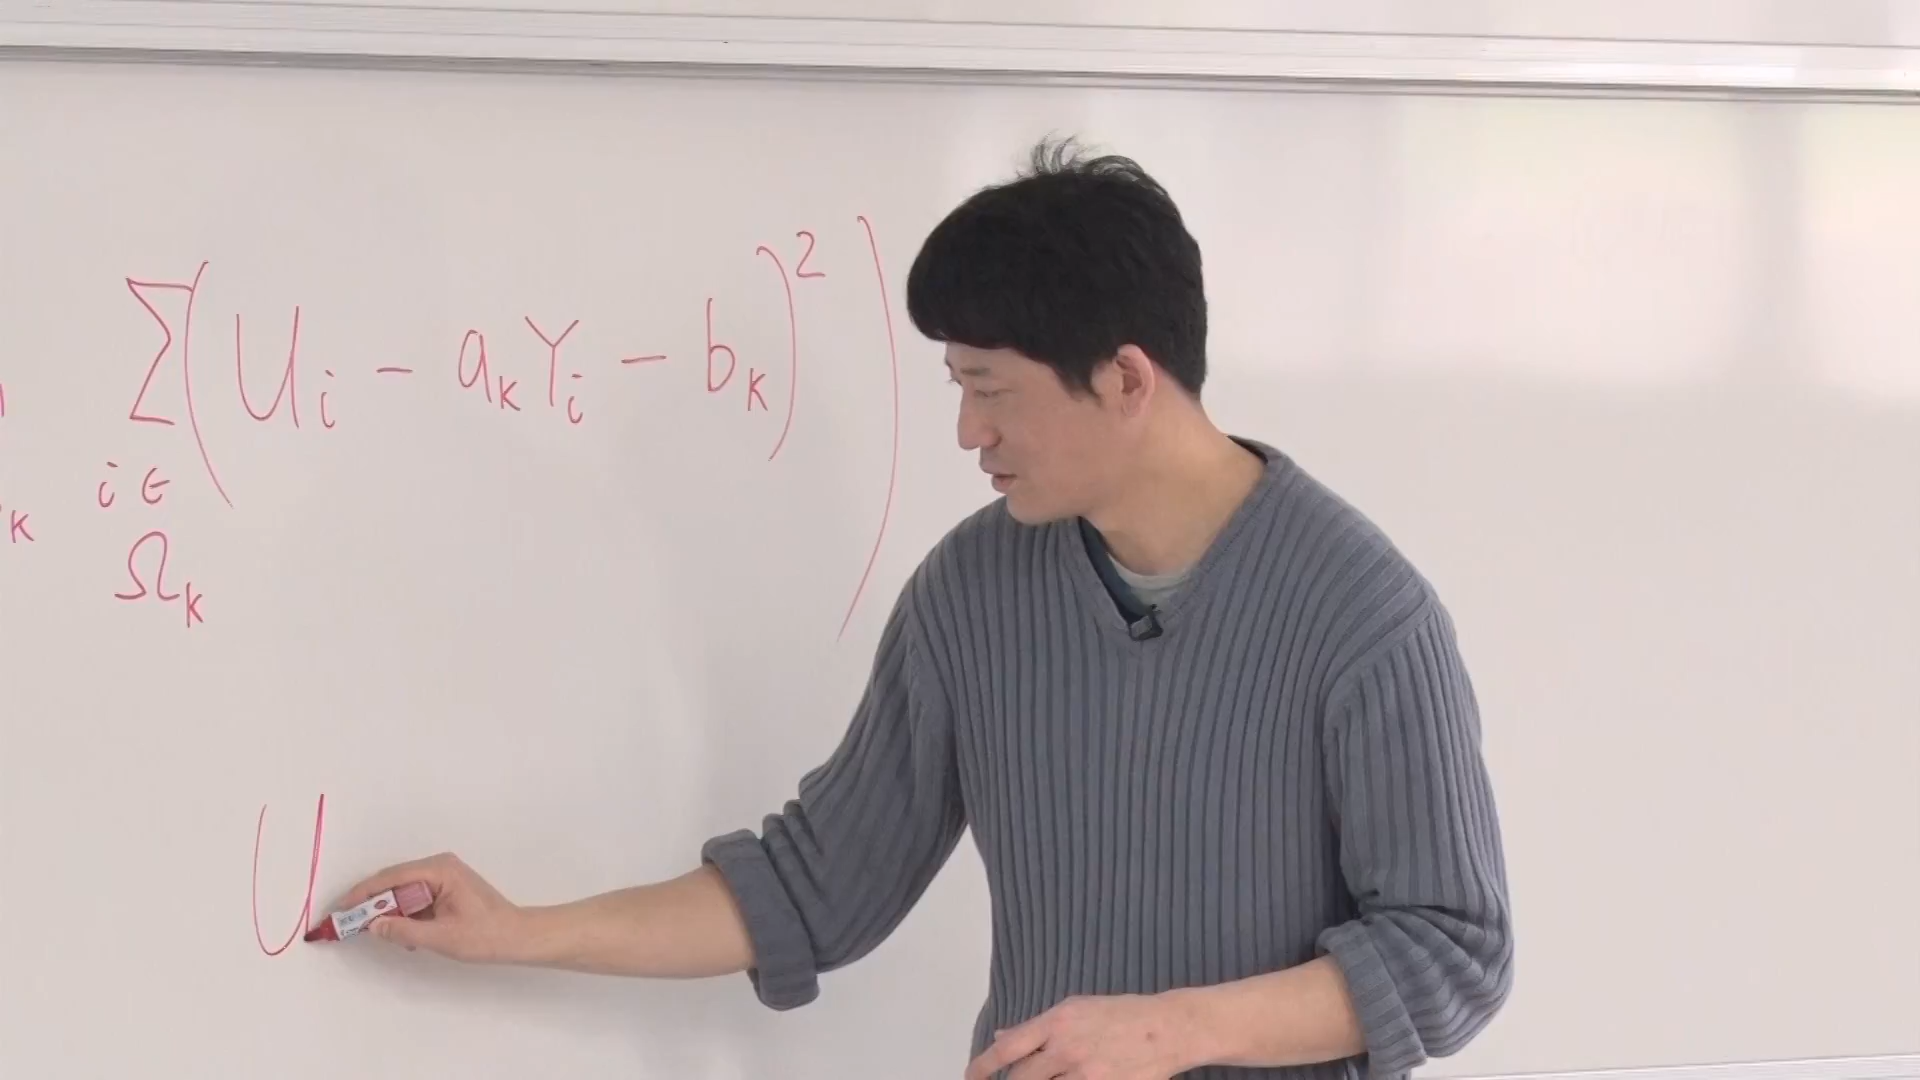 ∑(Uᵢ - aₖYᵢ - bₖ)²)
k i ∈
Ωₖ
U